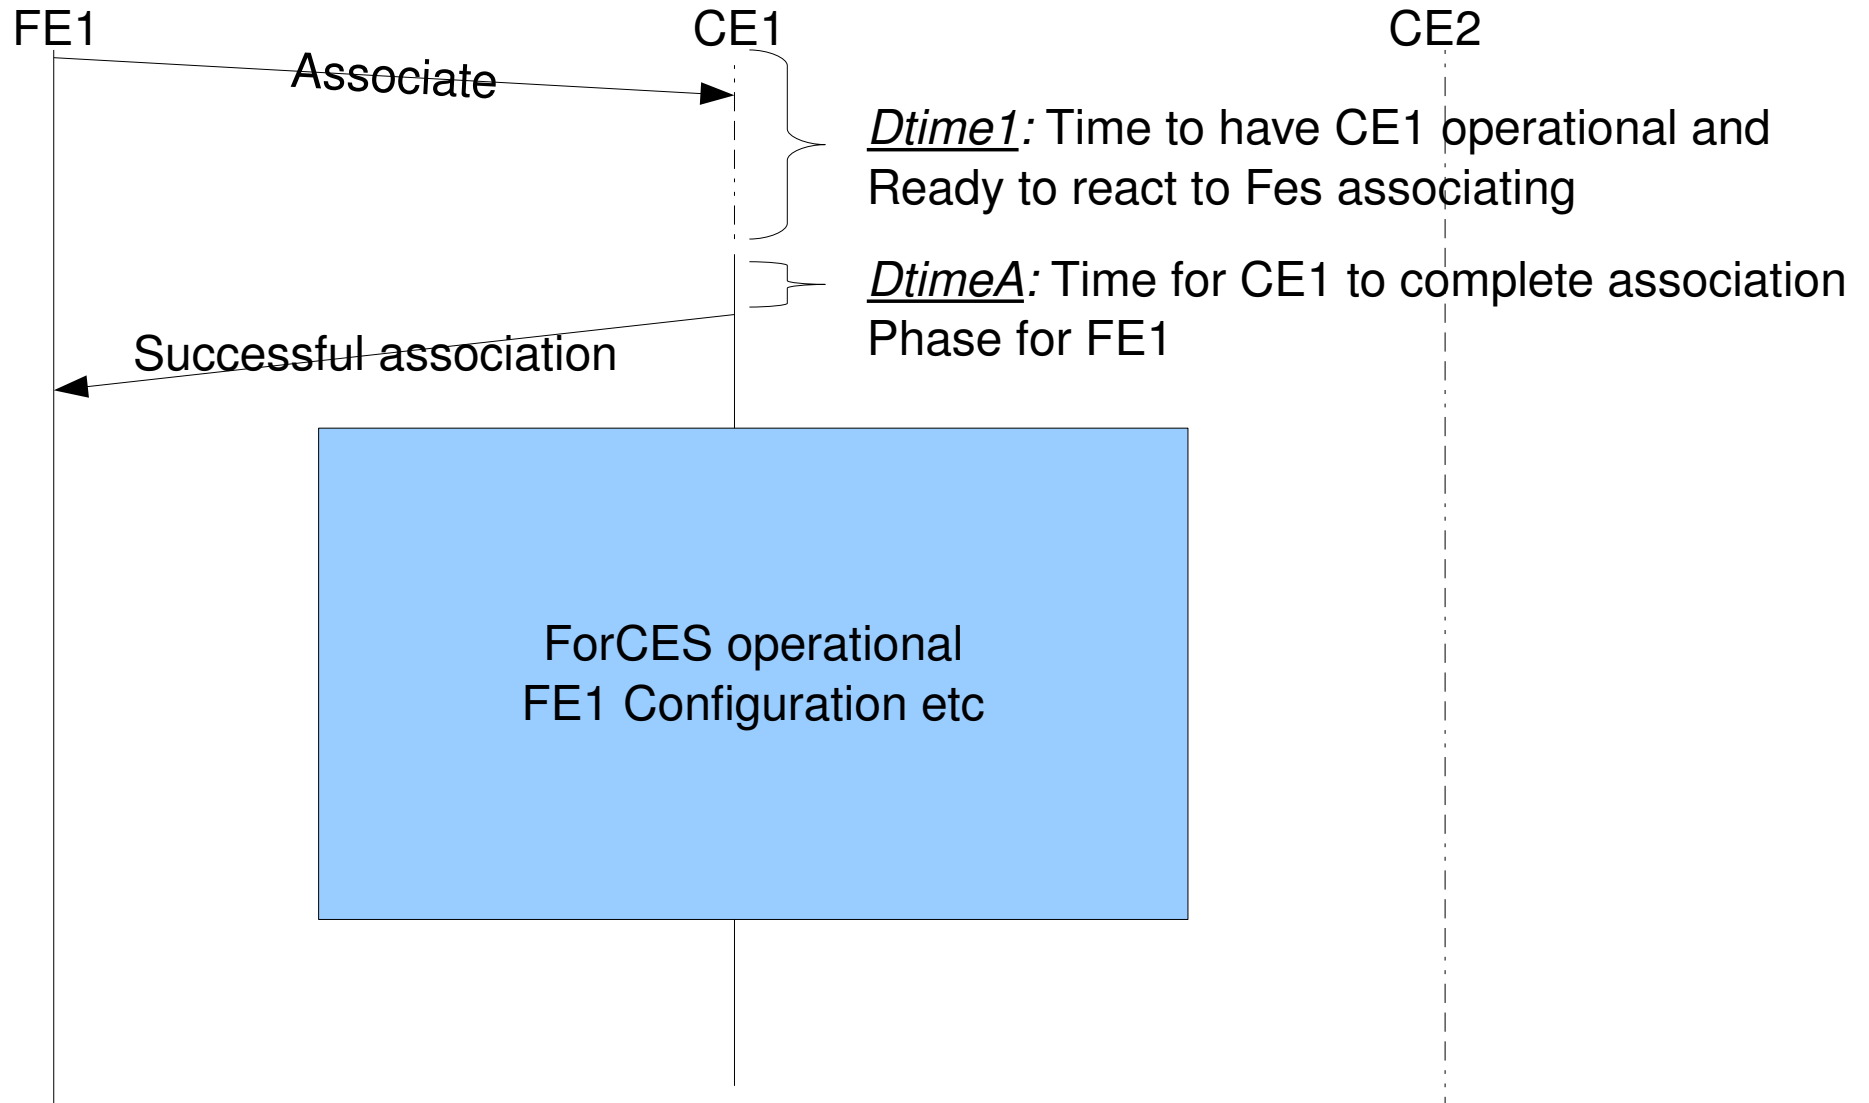 FE1
CE1
CE2
Associate
Dtime1: Time to have CE1 operational and
Ready to react to Fes associating
DtimeA: Time for CE1 to complete association
Phase for FE1
Successful association
ForCES operational
FE1 Configuration etc